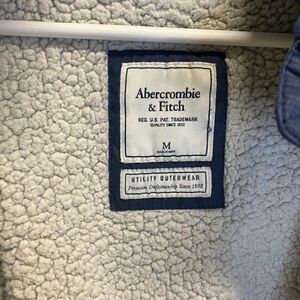 Abercrombie
& Fitch
REG. U.S. PAT. TRADEMARK
QUALITY SINCE 1892
M
UTILITY OUTERWEAR
Premium Craftsmanship Since 1892